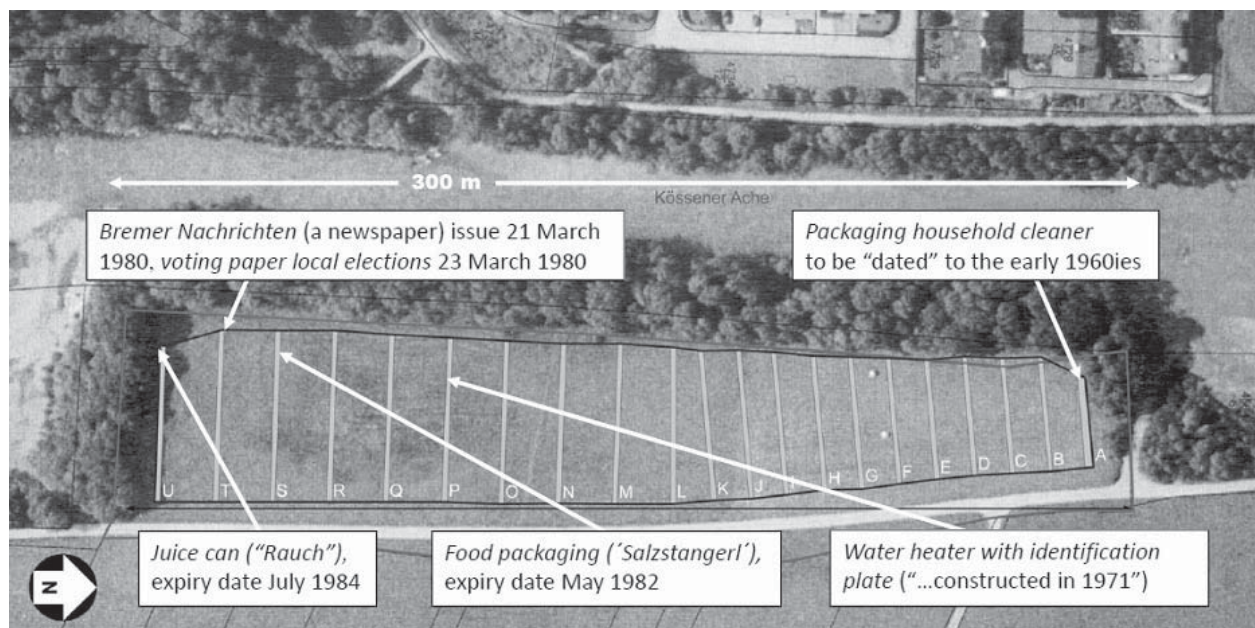 300 m
Kössener Ache
Bremer Nachrichten (a newspaper) issue 21 March
1980, voting paper local elections 23 March 1980
Packaging household cleaner
to be “dated” to the early 1960ies
U T S R Q P O N M L K J I H G F E D C B A
Juice can (“Rauch”),
expiry date July 1984
Food packaging (´Salzstangerl´),
expiry date May 1982
Water heater with identification
plate (“...constructed in 1971”)
N